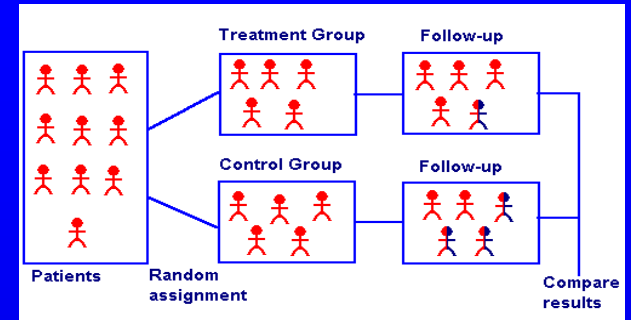 Treatment Group
Follow-up
Control Group
Follow-up
Patients
Random
assignment
Compare
results